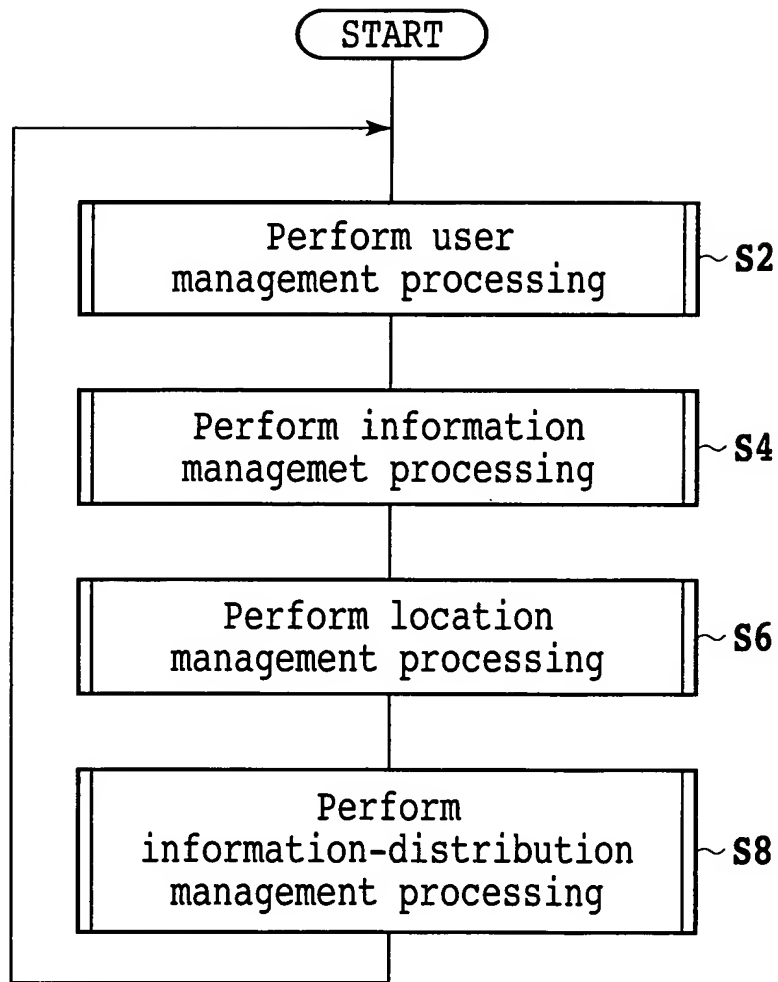 START
Perform user
management processing
S2
Perform information
managemet processing
S4
Perform location
management processing
S6
Perform
information-distribution
management processing
S8